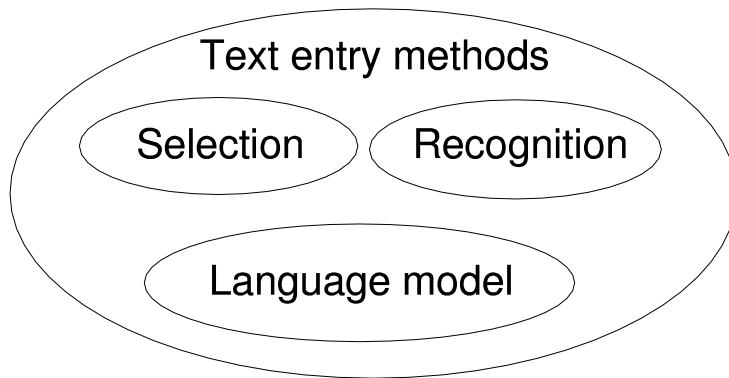 Text entry methods
Selection
Recognition
Language model